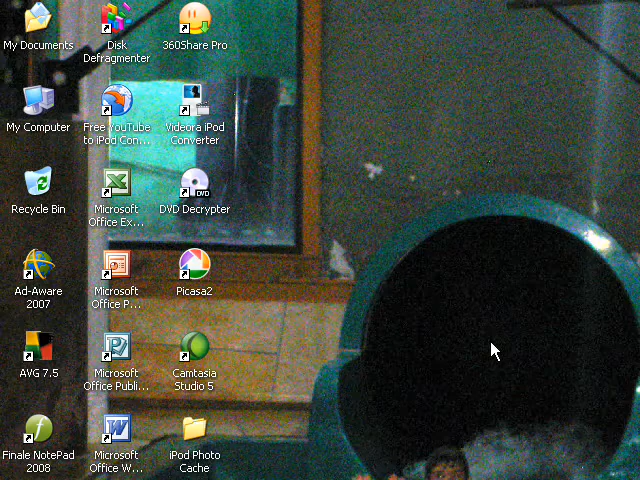 My Documents
Disk
Defragmenter
360Share Pro
My Computer
Free YouTube
to iPod Con...
Videora iPod
Converter
Recycle Bin
Microsoft
Office Ex...
DVD
DVD Decrypter
Ad-Aware
2007
Microsoft
Office P...
Picasa2
AVG 7.5
Microsoft
Office Publi...
Camtasia
Studio 5
Finale NotePad
2008
Microsoft
Office W...
iPod Photo
Cache